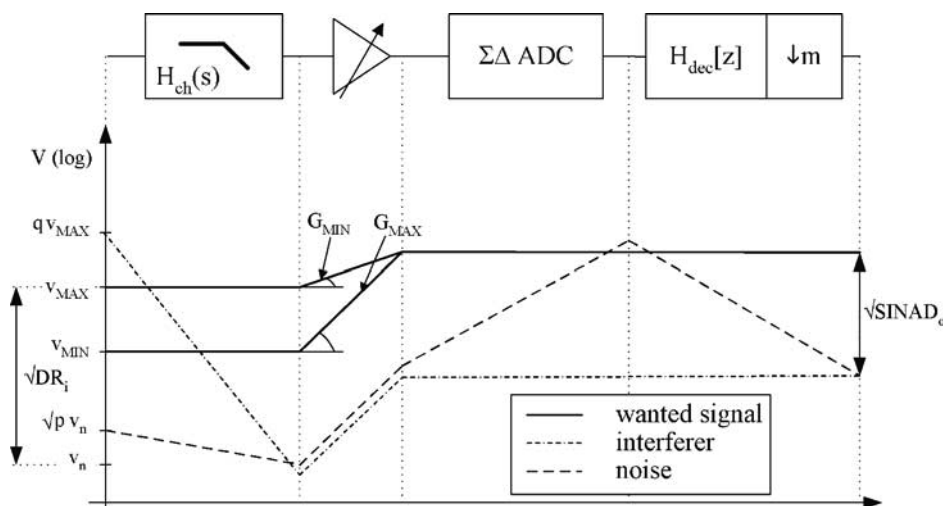 H_ch(s)
ΣΔ ADC
H_dec[z]
↓m
V (log)
q v_MAX
G_MIN
G_MAX
v_MAX
v_MIN
√DR_i
√p v_n
v_n
√SINAD_o
wanted signal
interferer
noise